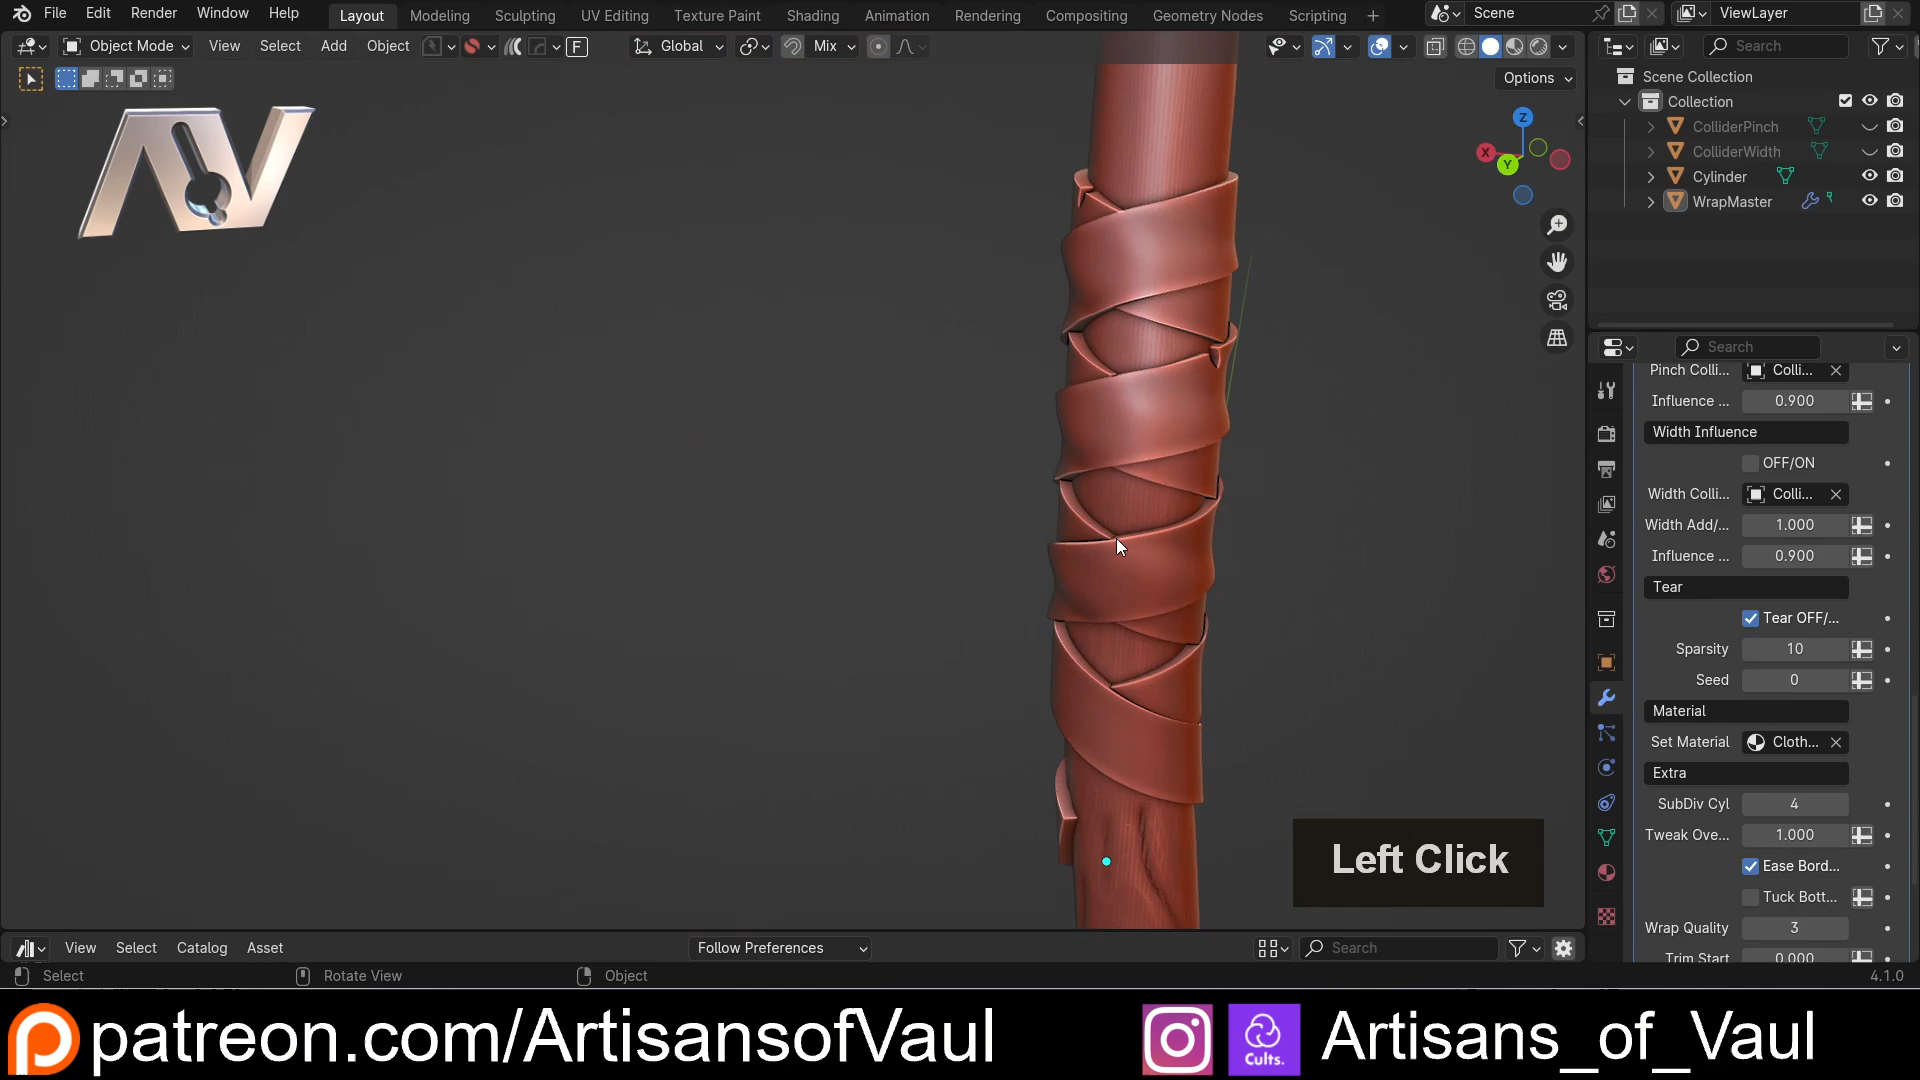 File Edit Render Window Help Layout Modeling Sculpting UV Editing Texture Paint Shading Animation Rendering Compositing Geometry Nodes Scripting + Scene ViewLayer
Object Mode View Select Add Object F Global Mix Search
Options
Scene Collection
Collection
ColliderPinch
ColliderWidth
Cylinder
WrapMaster
Z
X
Y
AV
Search
Pinch Colli... Colli...
Influence ... 0.900
Width Influence
OFF/ON
Width Colli... Colli...
Width Add/... 1.000
Influence ... 0.900
Tear
Tear OFF/...
Sparsity 10
Seed 0
Material
Set Material Cloth...
Extra
SubDiv Cyl 4
Tweak Ove... 1.000
Ease Bord...
Tuck Bott...
Wrap Quality 3
Trim Start 0.000
Left Click
View Select Catalog Asset Follow Preferences Search
Select Rotate View Object 4.1.0
patreon.com/ArtisansofVaul Cults. Artisans_of_Vaul